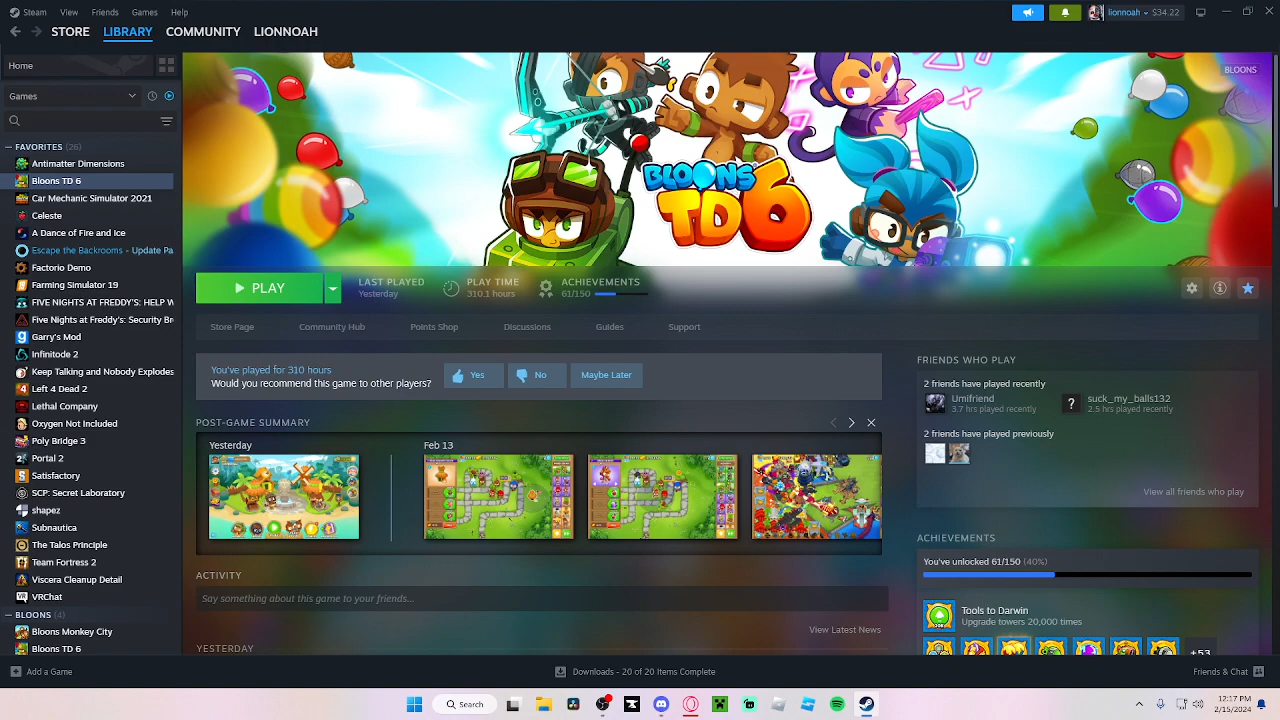 Steam View Friends Games Help
lionnoah $34.22
STORE LIBRARY COMMUNITY LIONNOAH
Home
Games
FAVORITES (26)
Antimatter Dimensions
Bloons TD 6
Car Mechanic Simulator 2021
Celeste
A Dance of Fire and Ice
Escape the Backrooms - Update Pa
Factorio Demo
Farming Simulator 19
FIVE NIGHTS AT FREDDY'S: HELP W
Five Nights at Freddy's: Security Br
Garry's Mod
Infinitode 2
Keep Talking and Nobody Explodes
Left 4 Dead 2
Lethal Company
Oxygen Not Included
Poly Bridge 3
Portal 2
Satisfactory
SCP: Secret Laboratory
shapez
Subnautica
The Talos Principle
Team Fortress 2
Viscera Cleanup Detail
VRChat
BLOONS (4)
Bloons Monkey City
Bloons TD 6
BLOONS
BLOONS
TD6
PLAY
LAST PLAYED
Yesterday
PLAY TIME
310.1 hours
ACHIEVEMENTS
61/150
Store Page Community Hub Points Shop Discussions Guides Support
You've played for 310 hours
Would you recommend this game to other players?
Yes No Maybe Later
POST-GAME SUMMARY
Yesterday
Feb 13
ACTIVITY
Say something about this game to your friends...
View Latest News
YESTERDAY
FRIENDS WHO PLAY
2 friends have played recently
Umifriend
3.7 hrs played recently
?
suck_my_balls132
2.5 hrs played recently
2 friends have played previously
View all friends who play
ACHIEVEMENTS
You've unlocked 61/150 (40%)
Tools to Darwin
Upgrade towers 20,000 times
+53
Add a Game
Downloads - 20 of 20 Items Complete
Friends & Chat
Search
12:17 PM
2/15/2024